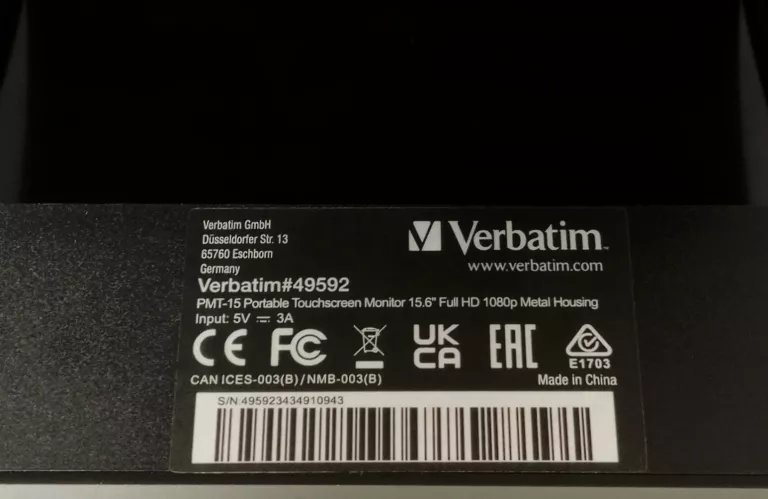 Verbatim GmbH
Düsseldorfer Str. 13
65760 Eschborn
Germany
Verbatim™
www.verbatim.com
Verbatim#49592
PMT-15 Portable Touchscreen Monitor 15.6" Full HD 1080p Metal Housing
Input: 5V ⎓ 3A
CE FC UK CA EAC E1703
CAN ICES-003(B)/NMB-003(B)
Made in China
S/N:495923434910943